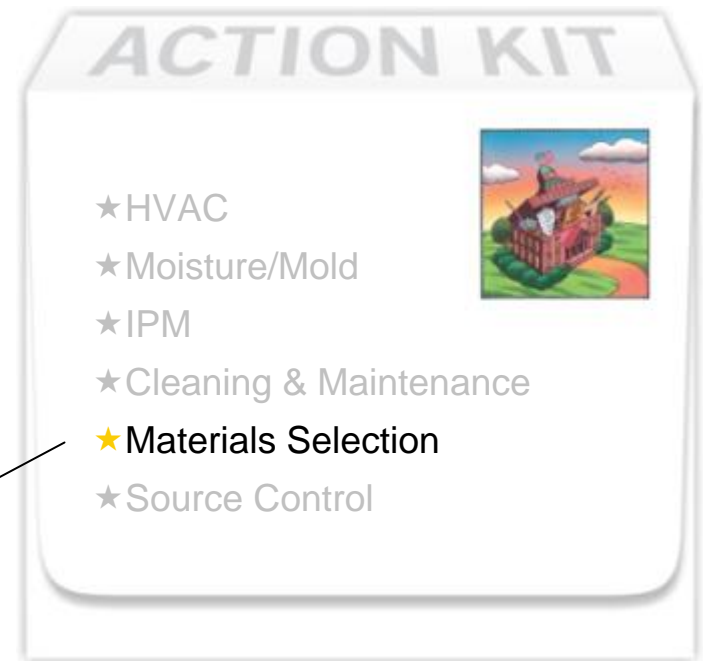 ACTION KIT
★HVAC
★Moisture/Mold
★IPM
★Cleaning & Maintenance
★Materials Selection
★Source Control